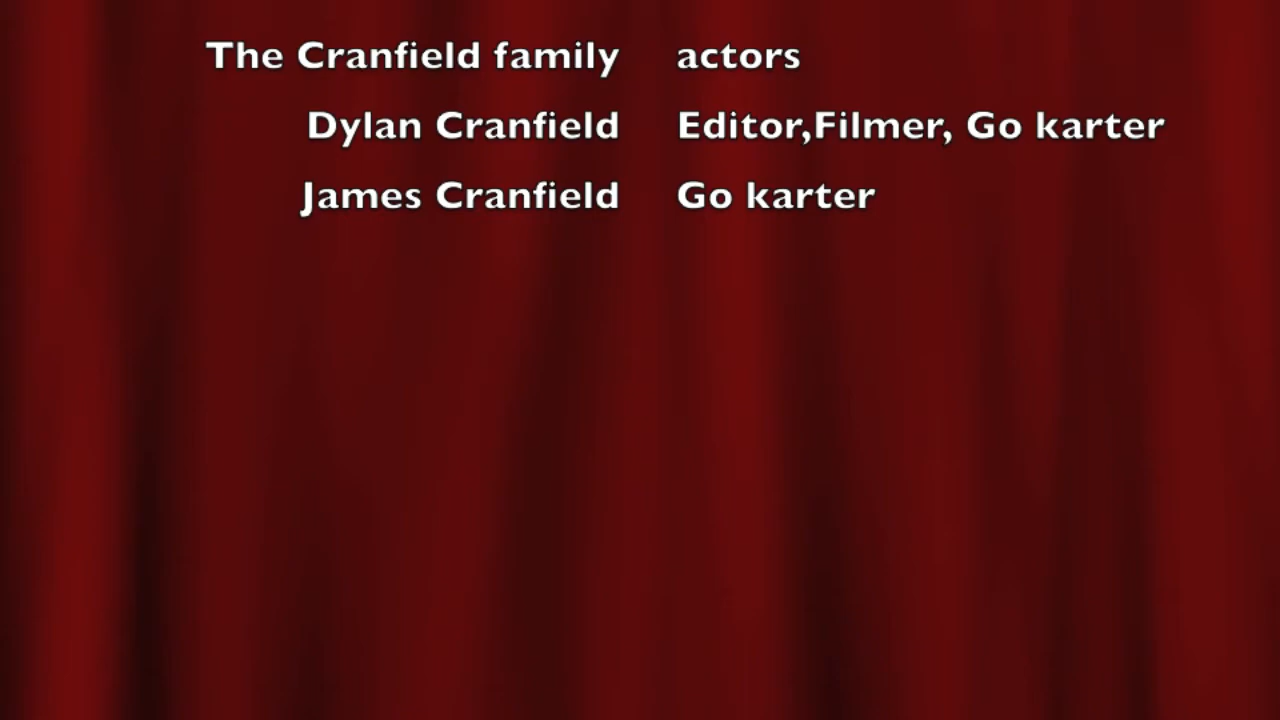 The Cranfield family actors
Dylan Cranfield Editor,Filmer, Go karter
James Cranfield Go karter